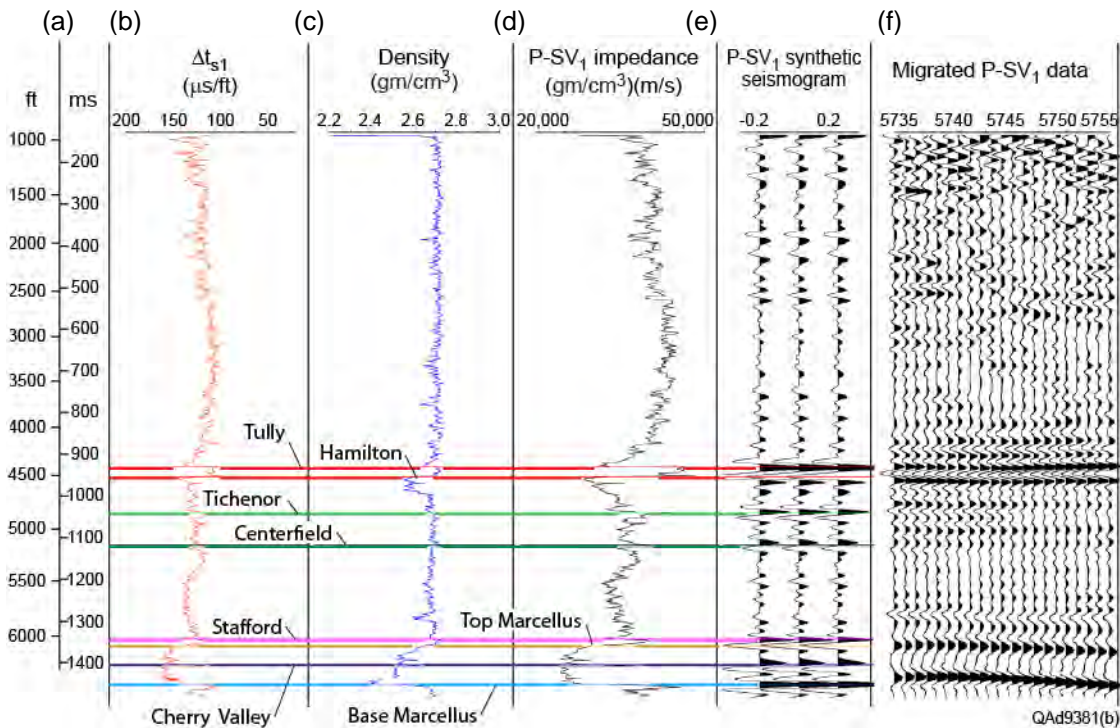 (a) (b) (c) (d) (e) (f)
ft
ms
Δts1
(μs/ft)
200 150 100 50
Density
(gm/cm3)
2.2 2.4 2.6 2.8 3.0
P-SV1 impedance
(gm/cm3)(m/s)
20,000 50,000
P-SV1 synthetic
seismogram
-0.2 0.2
Migrated P-SV1 data
5735 5740 5745 5750 5755
1000
1500
2000
2500
3000
3500
4000
4500
5000
5500
6000
200
300
400
500
600
700
800
900
1000
1100
1200
1300
1400
Tully
Hamilton
Tichenor
Centerfield
Stafford
Top Marcellus
Cherry Valley
Base Marcellus
QAd9381(b)